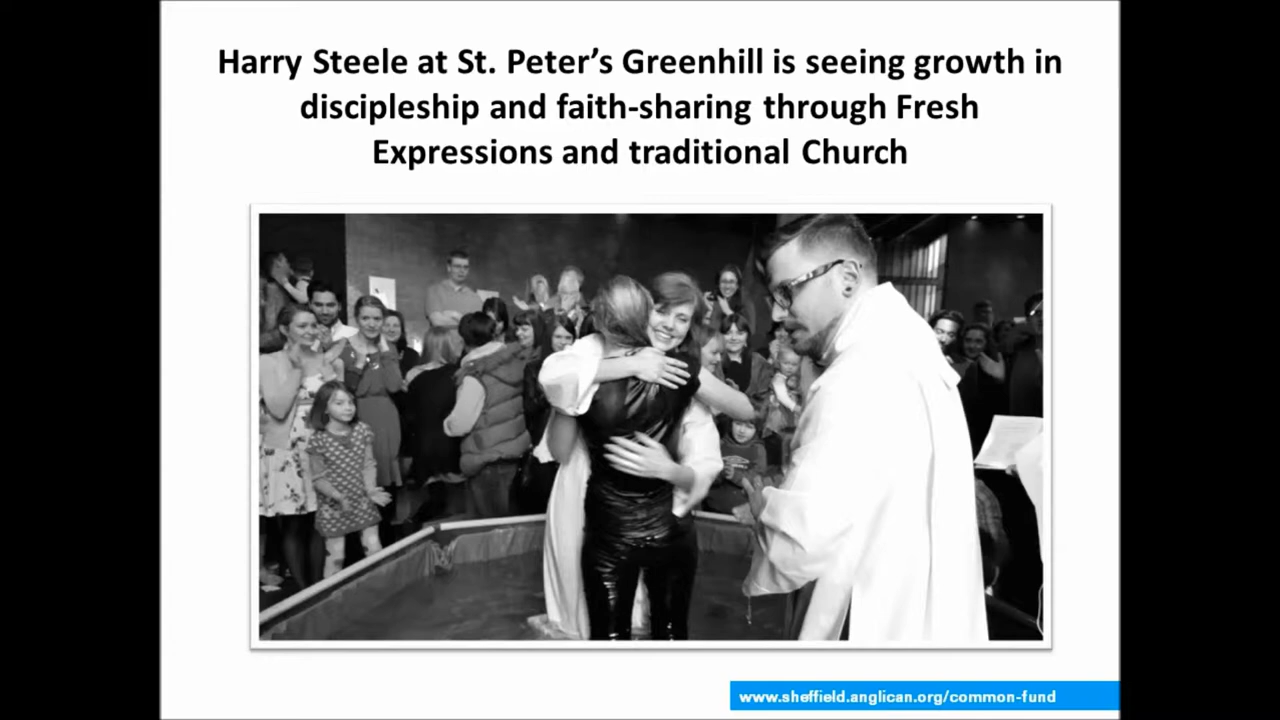 Harry Steele at St. Peter’s Greenhill is seeing growth in
discipleship and faith-sharing through Fresh
Expressions and traditional Church
www.sheffield.anglican.org/common-fund